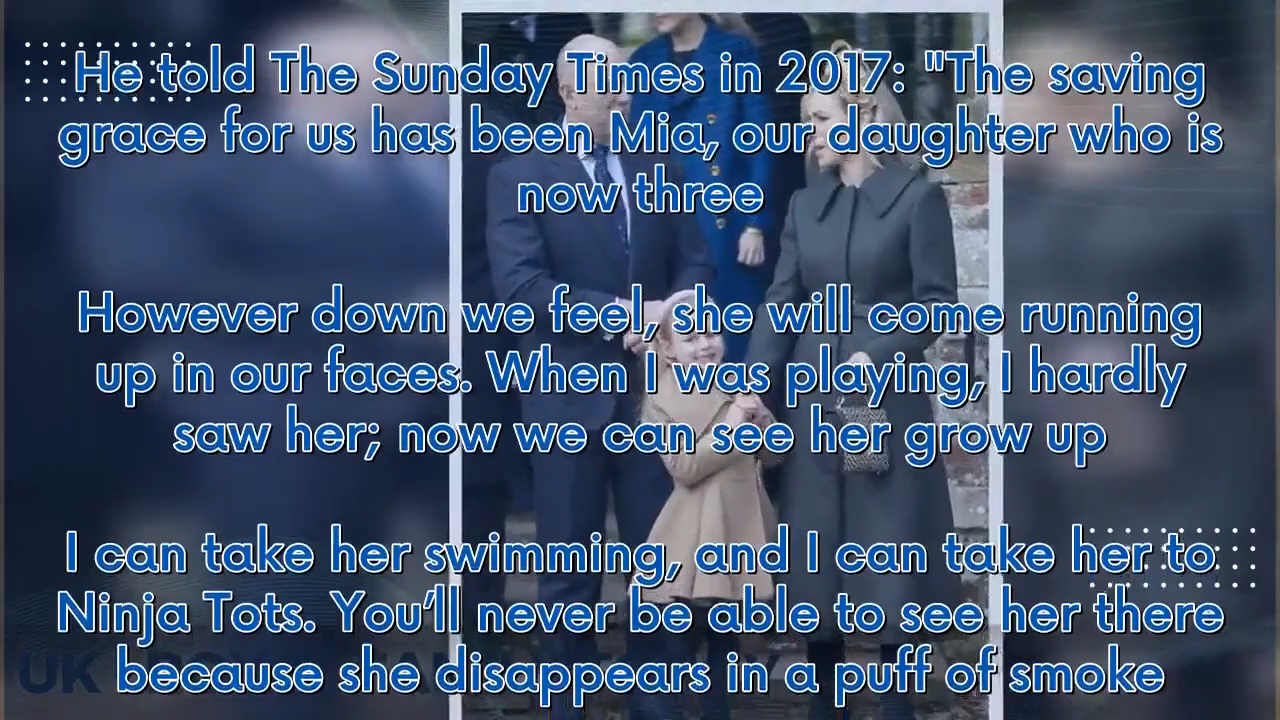 He told The Sunday Times in 2017: "The saving
grace for us has been Mia, our daughter who is
now three
However down we feel, she will come running
up in our faces. When I was playing, I hardly
saw her; now we can see her grow up
I can take her swimming, and I can take her to
Ninja Tots. You’ll never be able to see her there
because she disappears in a puff of smoke
UK